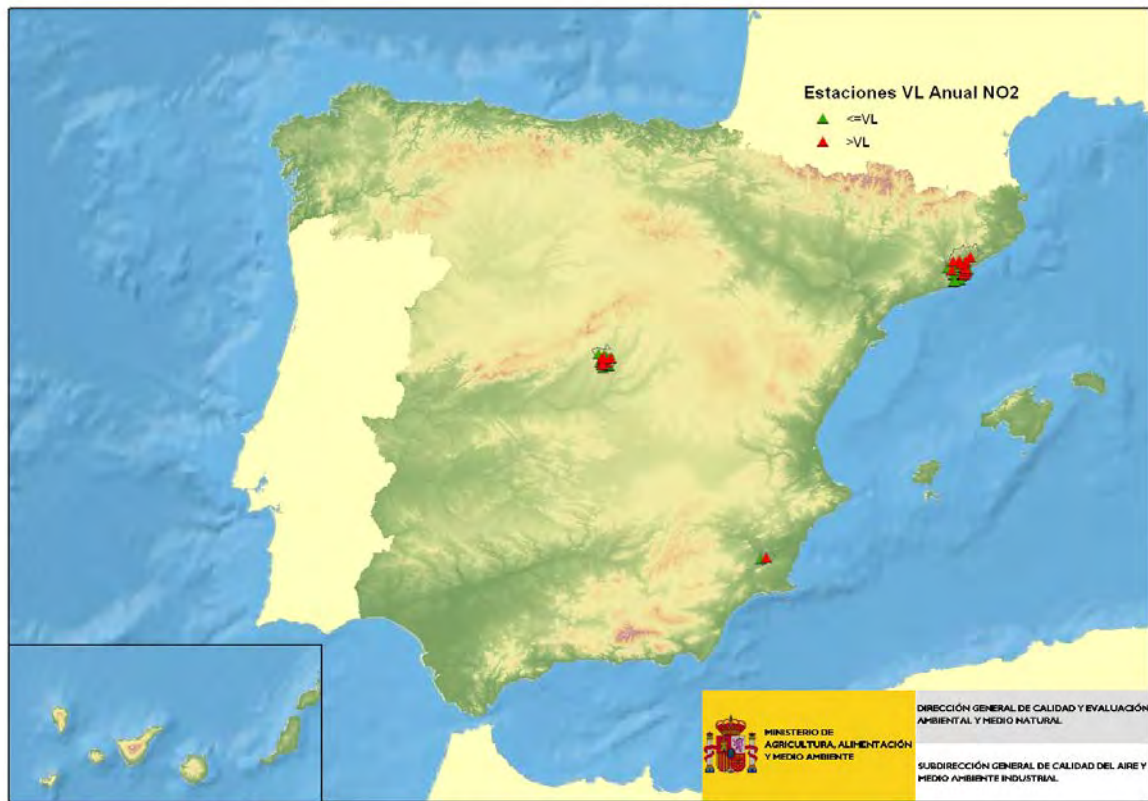 Estaciones VL Anual NO2
<=VL
>VL
MINISTERIO DE
AGRICULTURA, ALIMENTACIÓN
Y MEDIO AMBIENTE
DIRECCIÓN GENERAL DE CALIDAD Y EVALUACIÓN
AMBIENTAL Y MEDIO NATURAL
SUBDIRECCIÓN GENERAL DE CALIDAD DEL AIRE Y
MEDIO AMBIENTE INDUSTRIAL